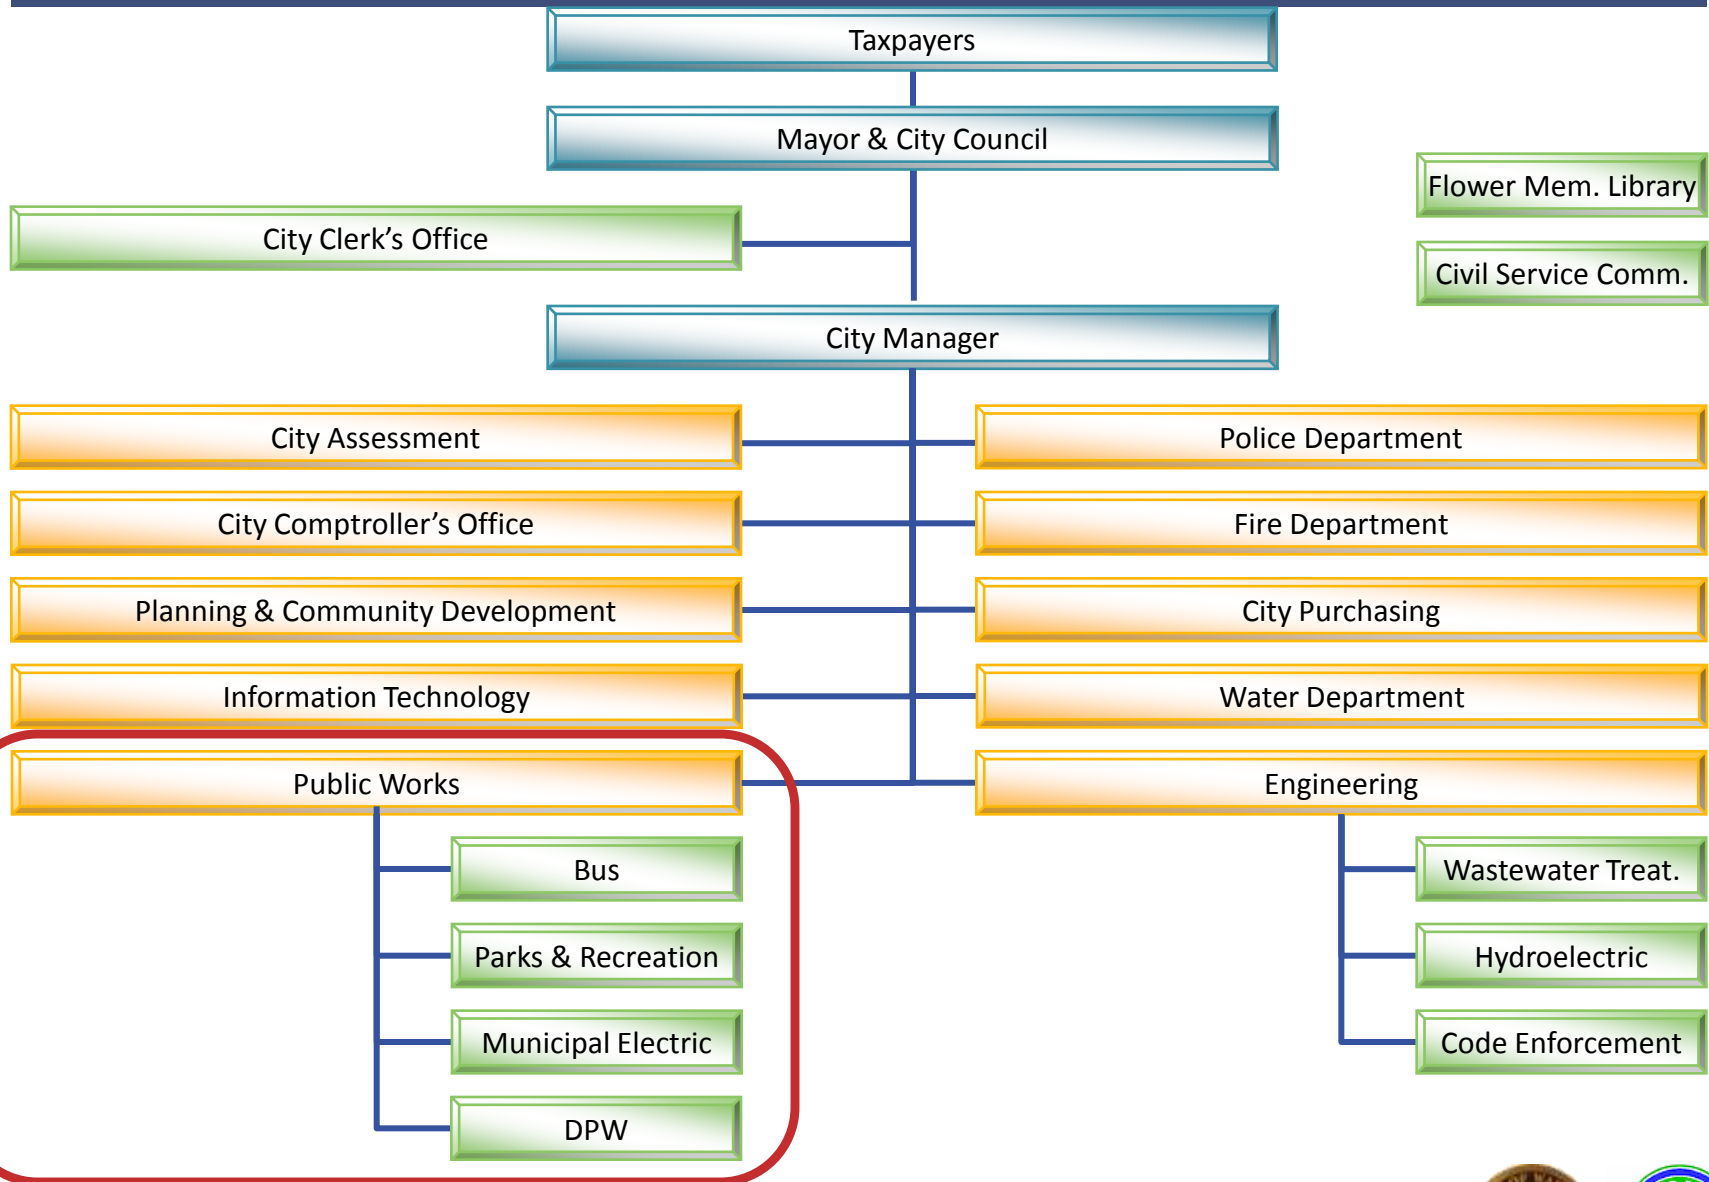 Taxpayers
Mayor & City Council
Flower Mem. Library
City Clerk’s Office
Civil Service Comm.
City Manager
City Assessment
Police Department
City Comptroller’s Office
Fire Department
Planning & Community Development
City Purchasing
Information Technology
Water Department
Public Works
Engineering
Bus
Wastewater Treat.
Parks & Recreation
Hydroelectric
Municipal Electric
Code Enforcement
DPW